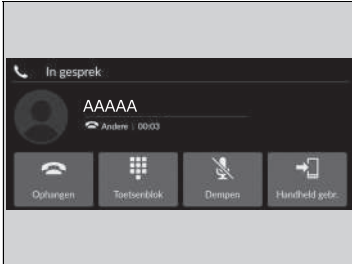 In gesprek
AAAAA
Andere | 00:03
Ophangen
Toetsenblok
Dempen
Handheld gebr.